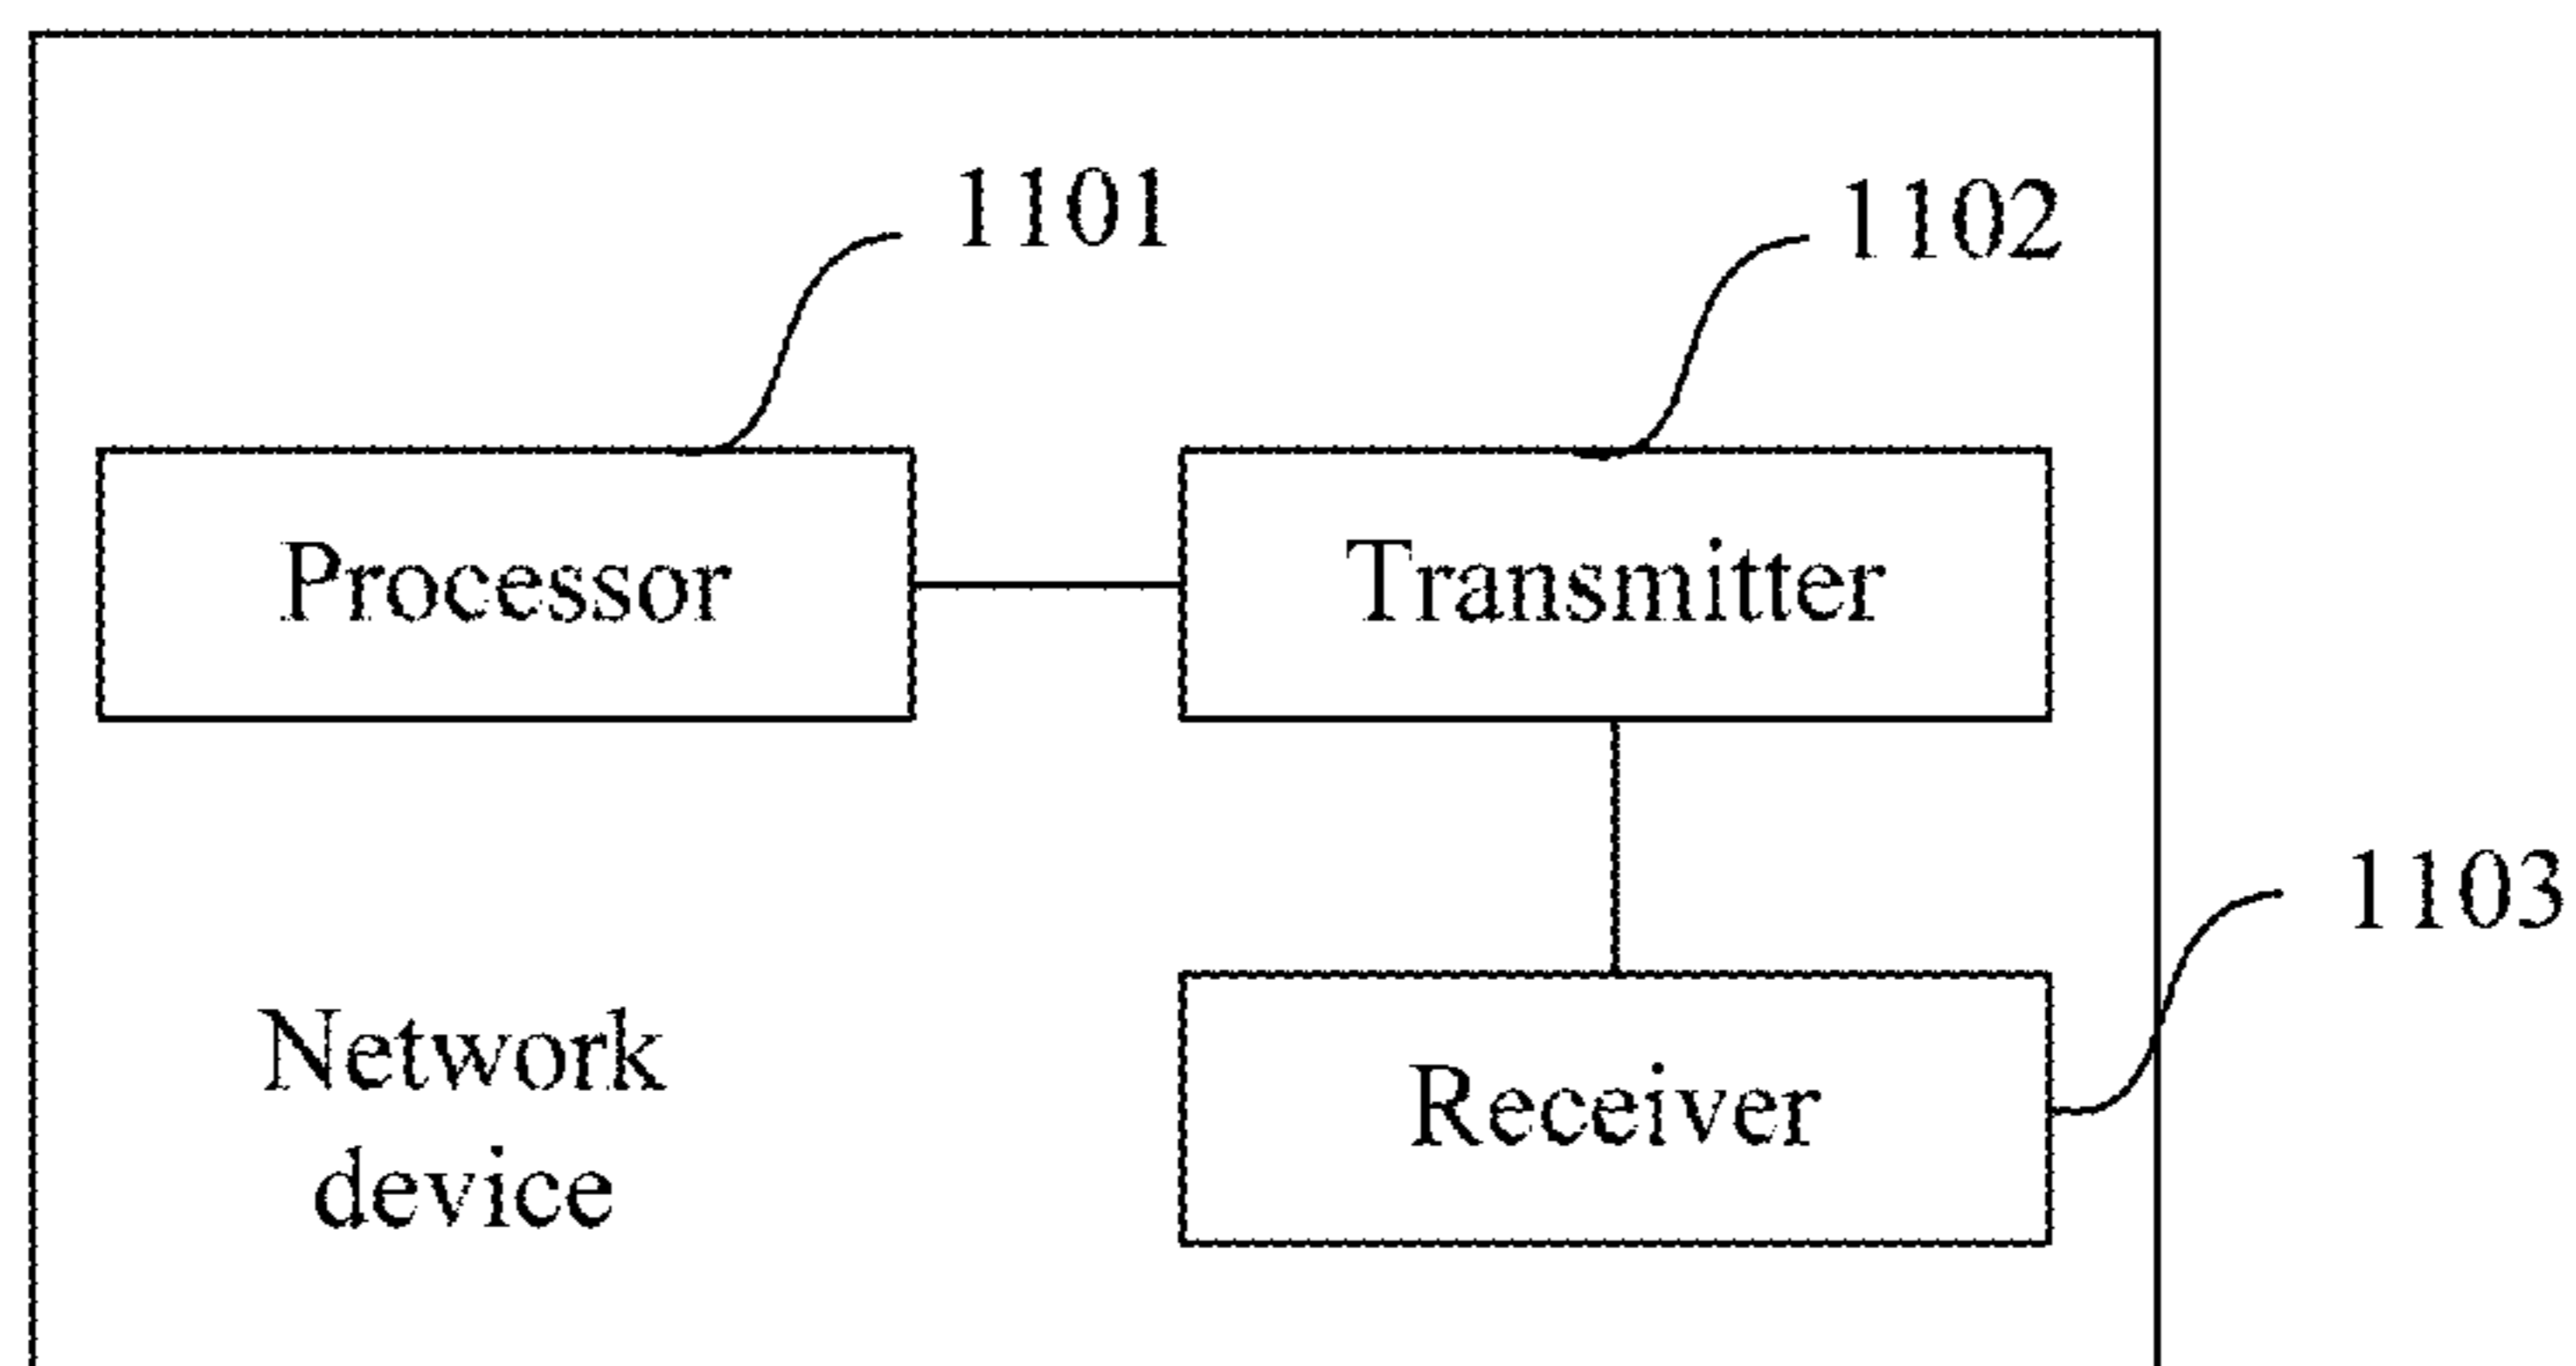 1101
1102
Processor
Transmitter
1103
Network
device
Receiver